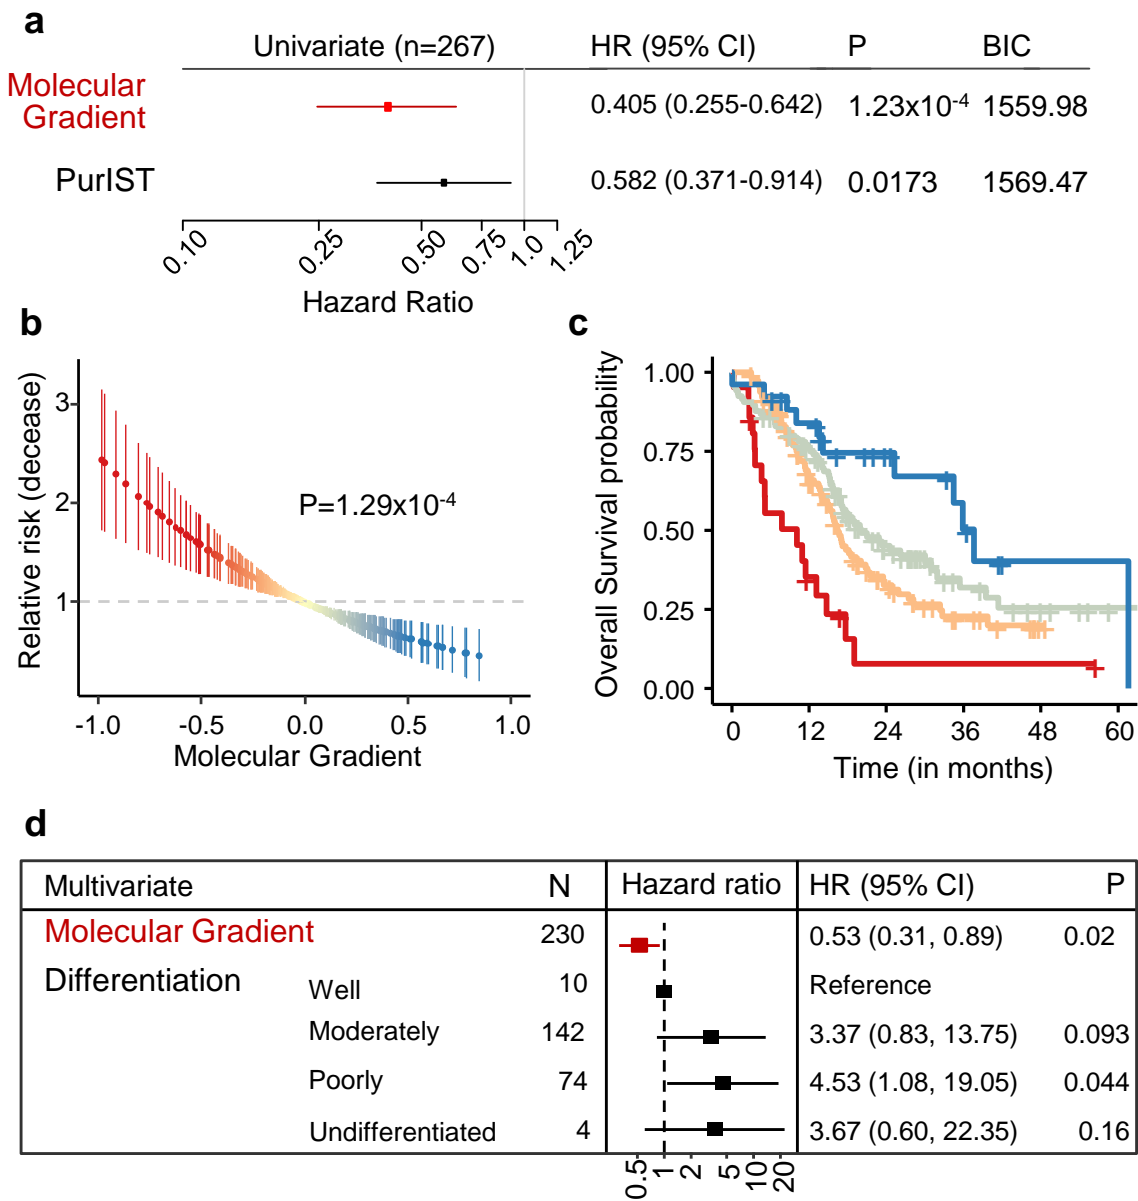 a
Univariate (n=267) HR (95% CI) P BIC
Molecular
Gradient 0.405 (0.255-0.642) 1.23x10⁻⁴ 1559.98
PurIST 0.582 (0.371-0.914) 0.0173 1569.47
0.10 0.25 0.50 0.75 1.0 1.25
Hazard Ratio
b
Relative risk (decease)
3
2
1
P=1.29x10⁻⁴
-1.0 -0.5 0.0 0.5 1.0
Molecular Gradient
c
Overall Survival probability
1.00
0.75
0.50
0.25
0.00
0 12 24 36 48 60
Time (in months)
d
Multivariate N Hazard ratio HR (95% CI) P
Molecular Gradient 230 0.53 (0.31, 0.89) 0.02
Differentiation Well 10 Reference
Moderately 142 3.37 (0.83, 13.75) 0.093
Poorly 74 4.53 (1.08, 19.05) 0.044
Undifferentiated 4 3.67 (0.60, 22.35) 0.16
0.5 1 2 5 10 20